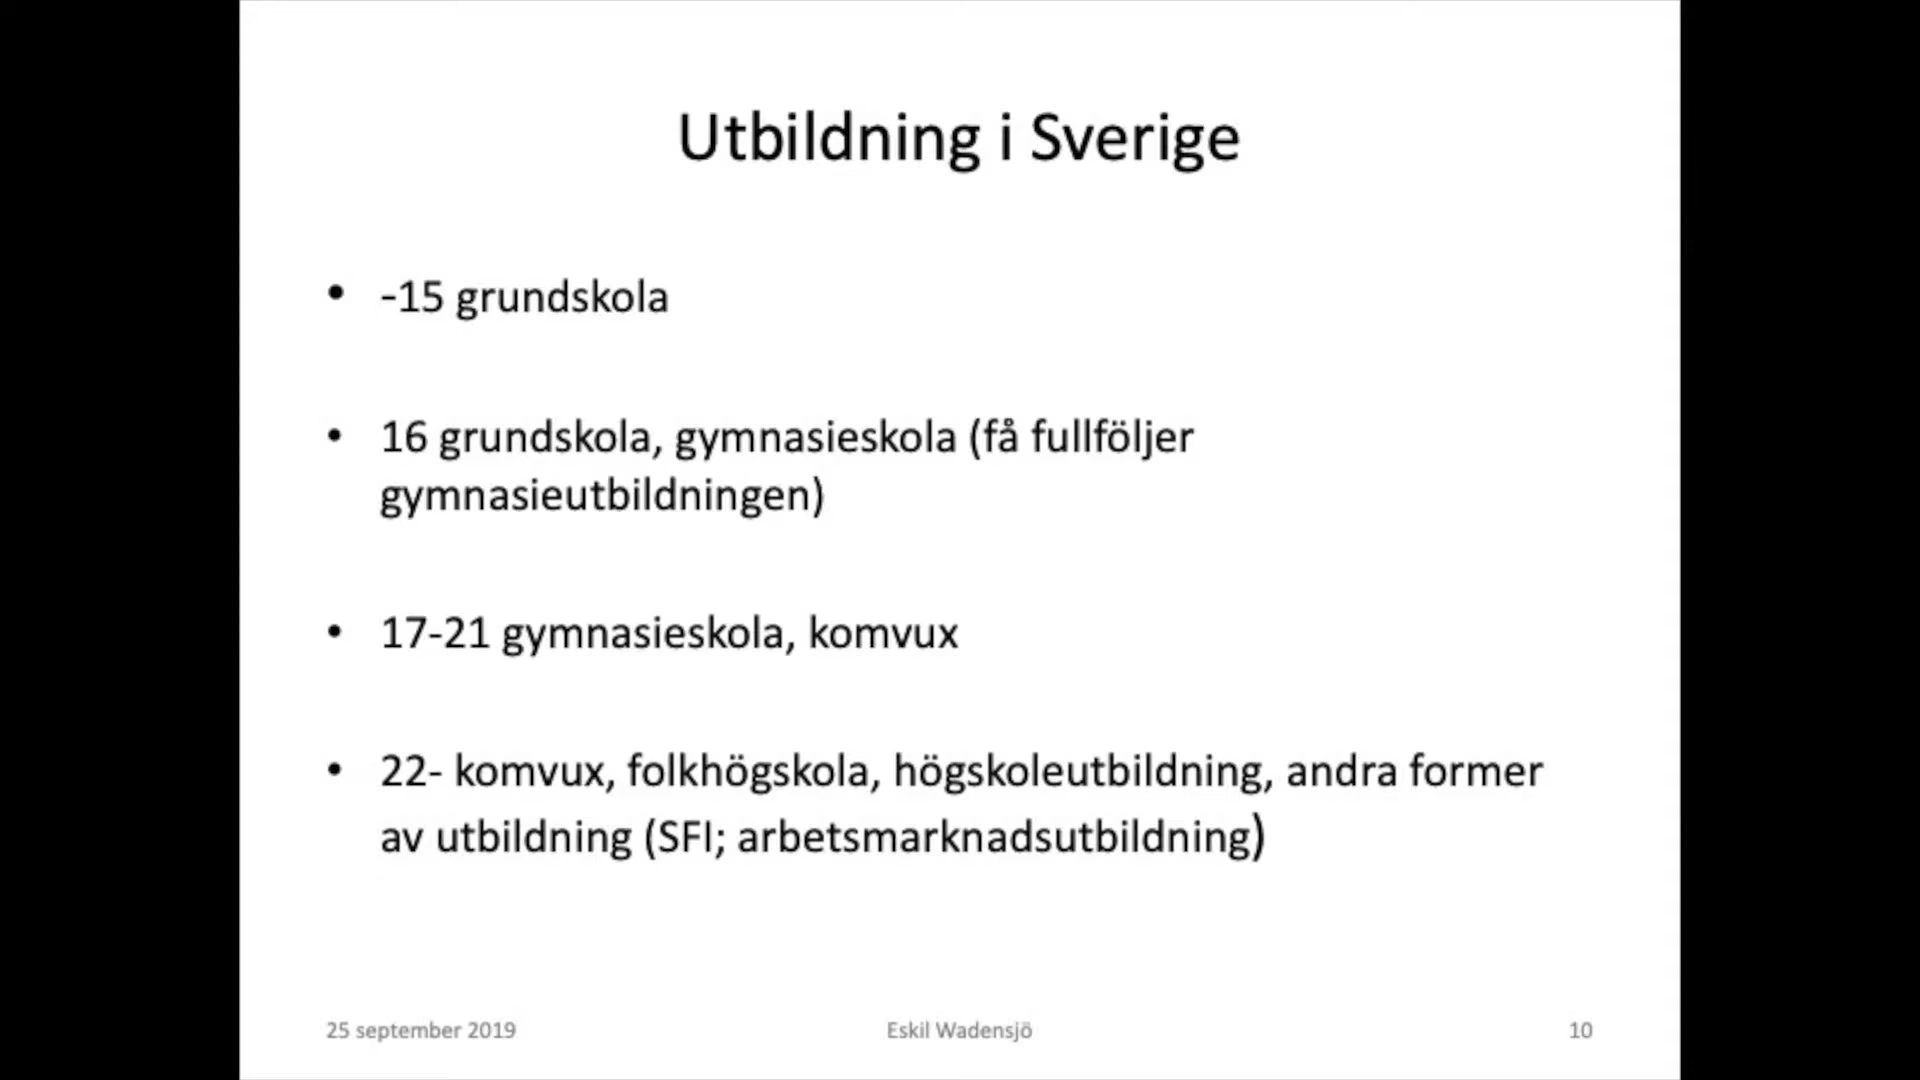 Utbildning i Sverige
• -15 grundskola
• 16 grundskola, gymnasieskola (få fullföljer
gymnasieutbildningen)
• 17-21 gymnasieskola, komvux
• 22- komvux, folkhögskola, högskoleutbildning, andra former
av utbildning (SFI; arbetsmarknadsutbildning)
25 september 2019
Eskil Wadensjö
10